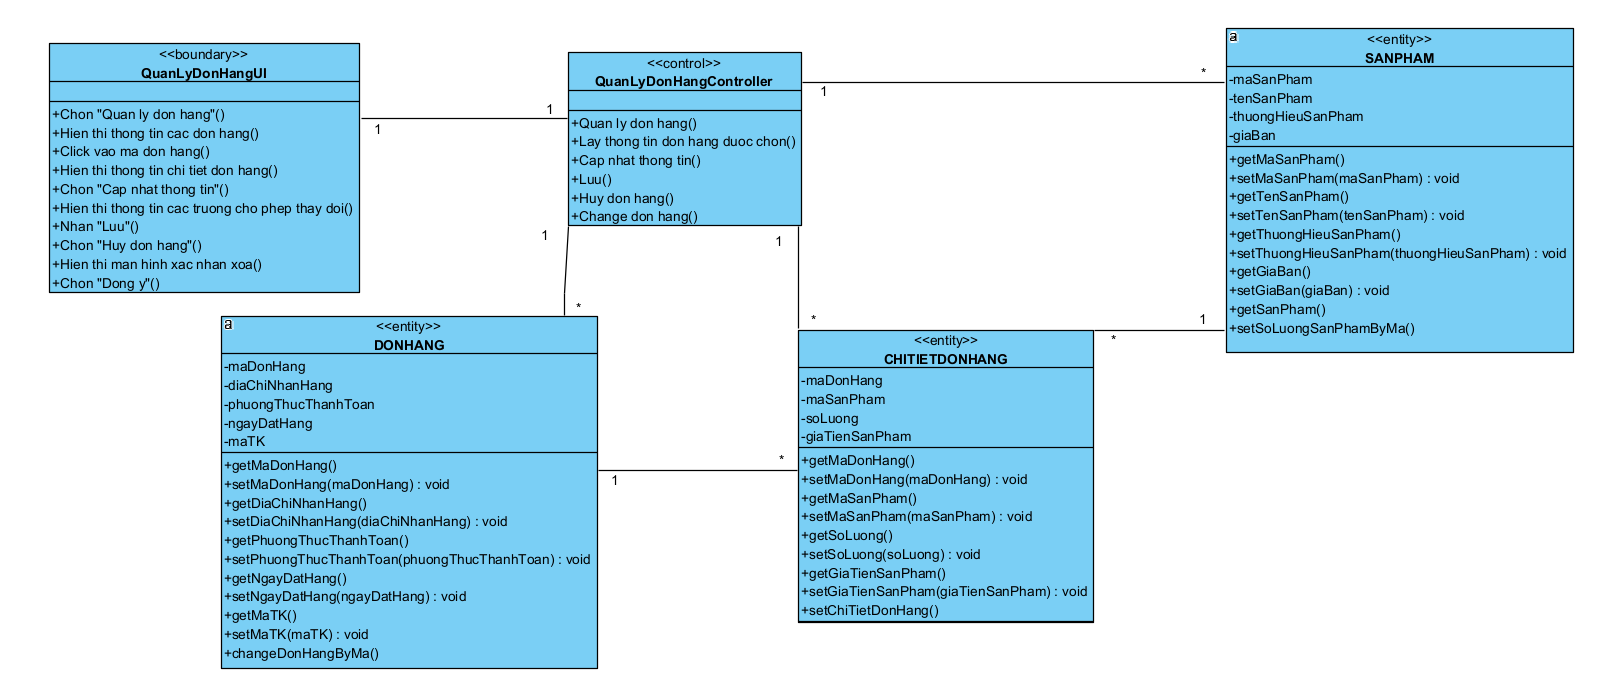 <<boundary>>
QuanLyDonHangUI
+Chon "Quan ly don hang"()
+Hien thi thong tin cac don hang()
+Click vao ma don hang()
+Hien thi thong tin chi tiet don hang()
+Chon "Cap nhat thong tin"()
+Hien thi thong tin cac truong cho phep thay doi()
+Nhan "Luu"()
+Chon "Huy don hang"()
+Hien thi man hinh xac nhan xoa()
+Chon "Dong y"()
1
1
<<control>>
QuanLyDonHangController
+Quan ly don hang()
+Lay thong tin don hang duoc chon()
+Cap nhat thong tin()
+Luu()
+Huy don hang()
+Change don hang()
1
*
1
*
1
*
a
<<entity>>
SANPHAM
-maSanPham
-tenSanPham
-thuongHieuSanPham
-giaBan
+getMaSanPham()
+setMaSanPham(maSanPham) : void
+getTenSanPham()
+setTenSanPham(tenSanPham) : void
+getThuongHieuSanPham()
+setThuongHieuSanPham(thuongHieuSanPham) : void
+getGiaBan()
+setGiaBan(giaBan) : void
+getSanPham()
+setSoLuongSanPhamByMa()
a
<<entity>>
DONHANG
-maDonHang
-diaChiNhanHang
-phuongThucThanhToan
-ngayDatHang
-maTK
+getMaDonHang()
+setMaDonHang(maDonHang) : void
+getDiaChiNhanHang()
+setDiaChiNhanHang(diaChiNhanHang) : void
+getPhuongThucThanhToan()
+setPhuongThucThanhToan(phuongThucThanhToan) : void
+getNgayDatHang()
+setNgayDatHang(ngayDatHang) : void
+getMaTK()
+setMaTK(maTK) : void
+changeDonHangByMa()
1
*
<<entity>>
CHITIETDONHANG
-maDonHang
-maSanPham
-soLuong
-giaTienSanPham
+getMaDonHang()
+setMaDonHang(maDonHang) : void
+getMaSanPham()
+setMaSanPham(maSanPham) : void
+getSoLuong()
+setSoLuong(soLuong) : void
+getGiaTienSanPham()
+setGiaTienSanPham(giaTienSanPham) : void
+setChiTietDonHang()
*
1